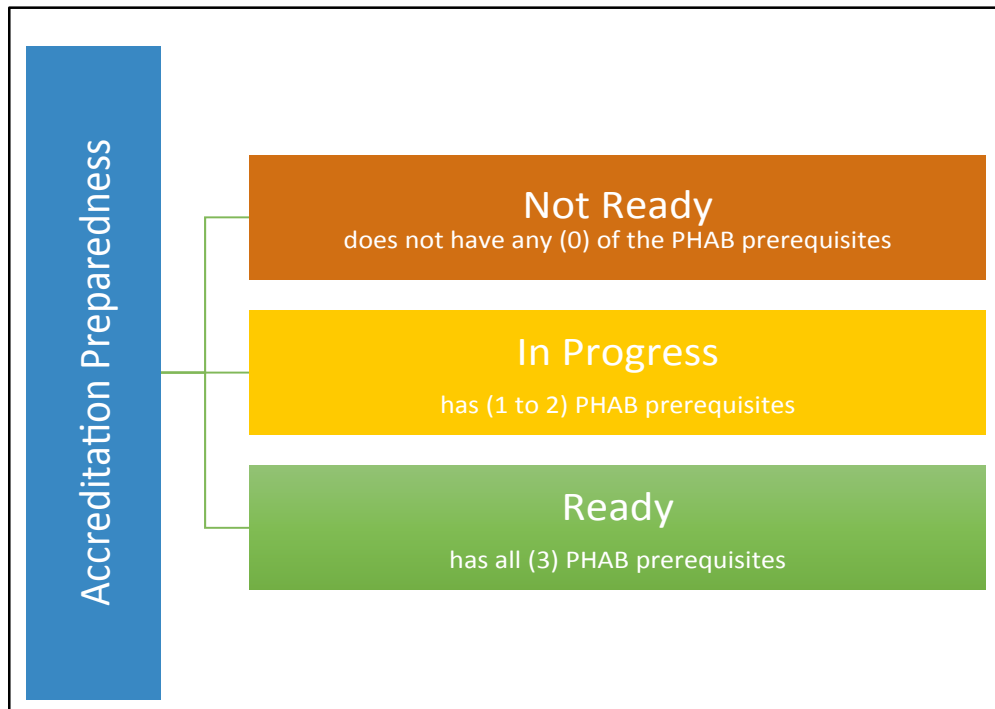 Accreditation Preparedness
Not Ready
does not have any (0) of the PHAB prerequisites
In Progress
has (1 to 2) PHAB prerequisites
Ready
has all (3) PHAB prerequisites